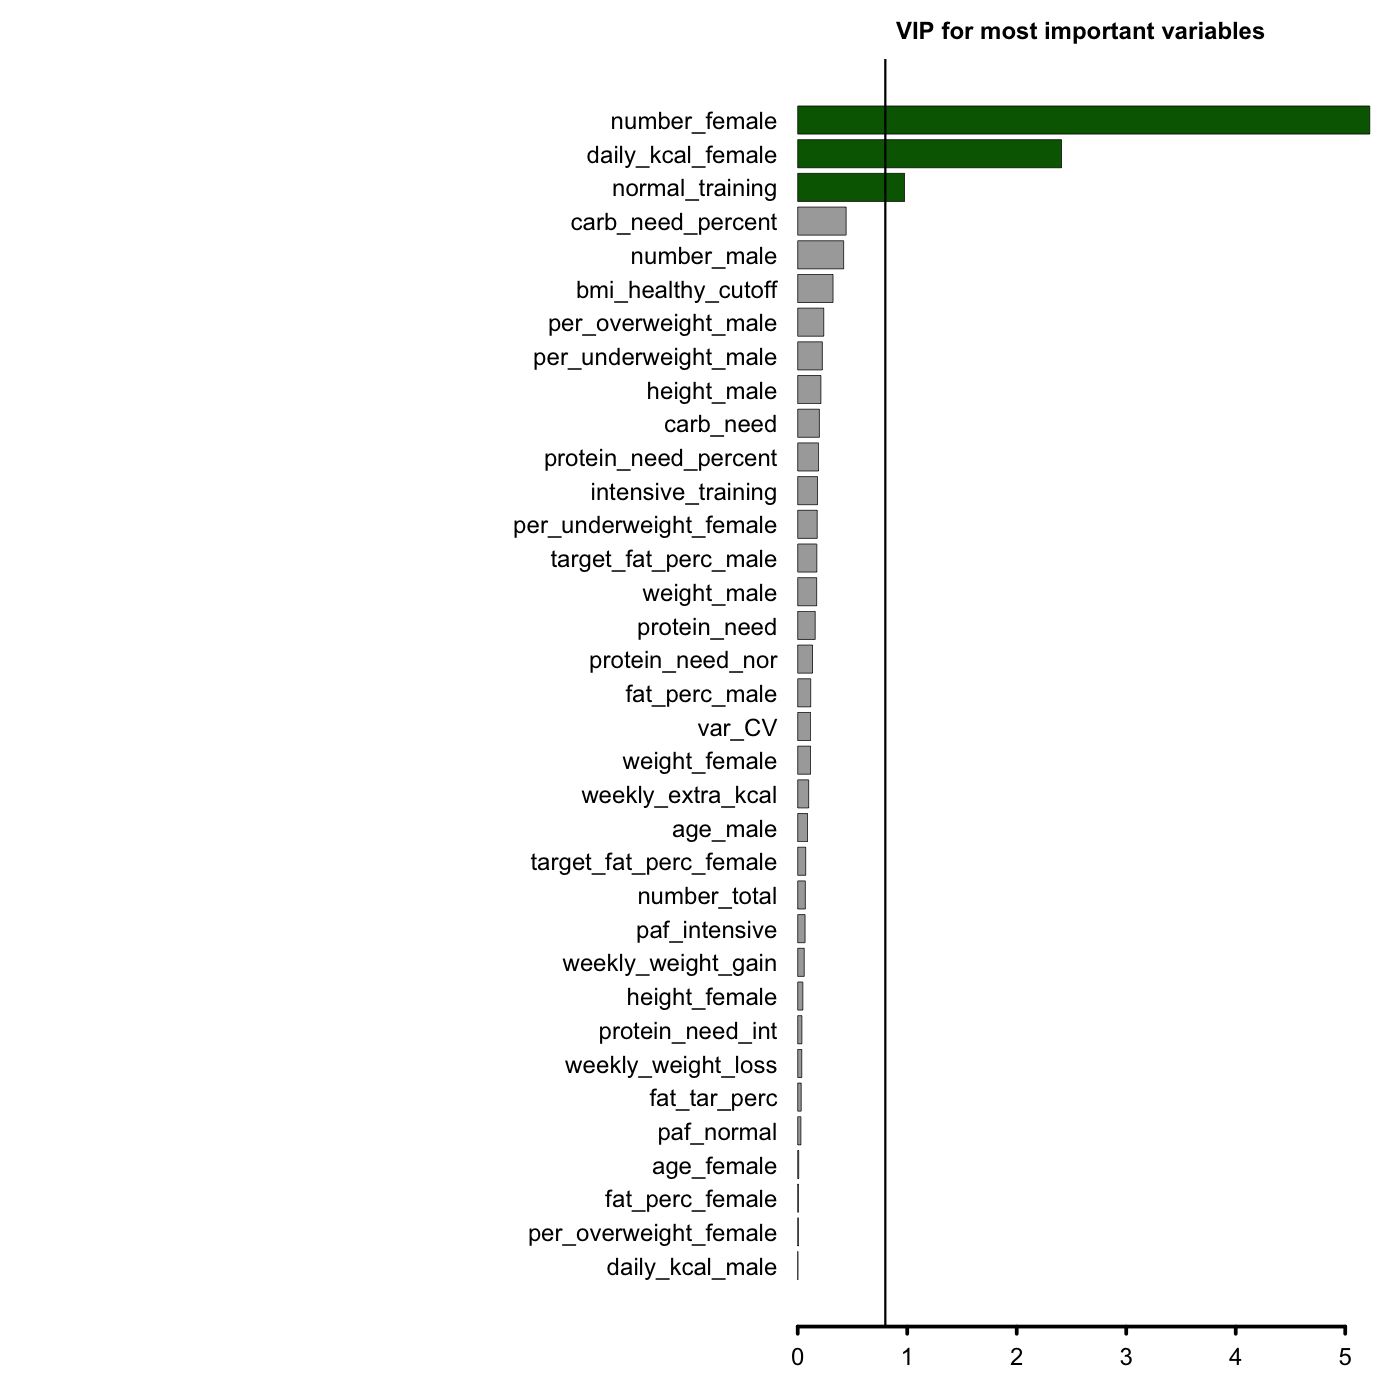 VIP for most important variables
number_female
daily_kcal_female
normal_training
carb_need_percent
number_male
bmi_healthy_cutoff
per_overweight_male
per_underweight_male
height_male
carb_need
protein_need_percent
intensive_training
per_underweight_female
target_fat_perc_male
weight_male
protein_need
protein_need_nor
fat_perc_male
var_CV
weight_female
weekly_extra_kcal
age_male
target_fat_perc_female
number_total
paf_intensive
weekly_weight_gain
height_female
protein_need_int
weekly_weight_loss
fat_tar_perc
paf_normal
age_female
fat_perc_female
per_overweight_female
daily_kcal_male
0 1 2 3 4 5